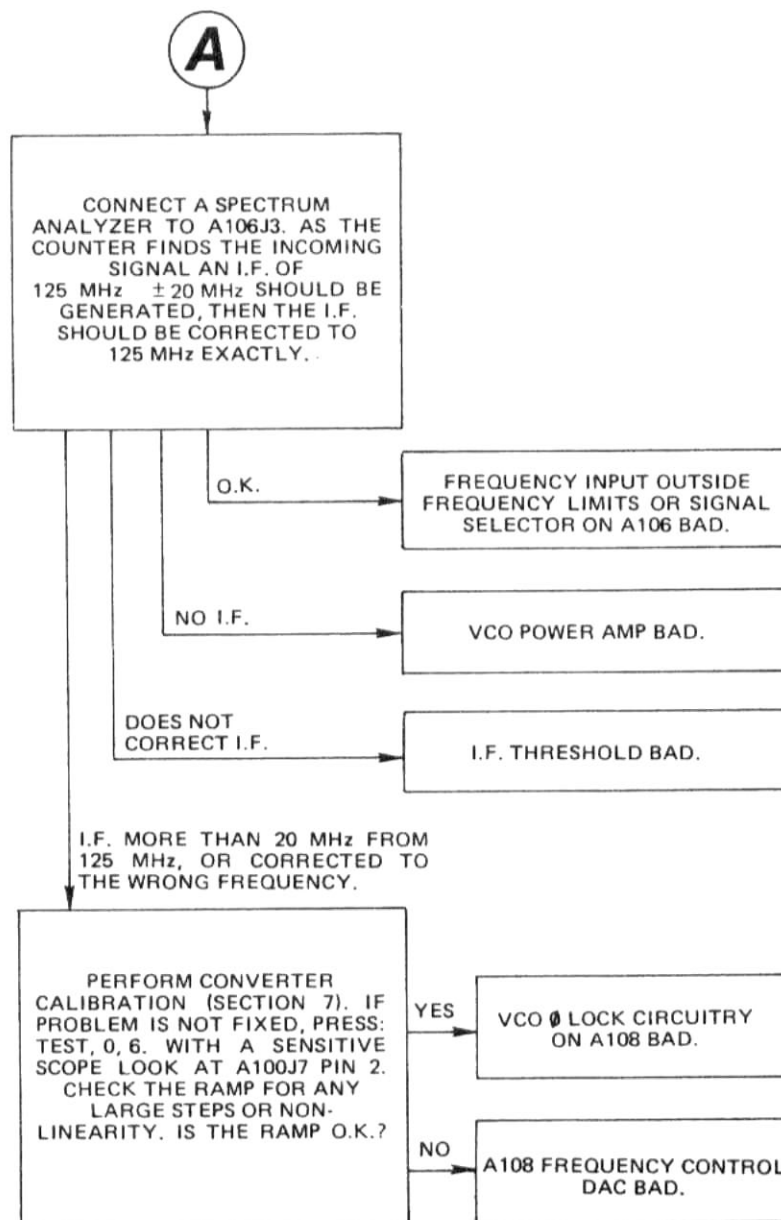 A
CONNECT A SPECTRUM
ANALYZER TO A106J3. AS THE
COUNTER FINDS THE INCOMING
SIGNAL AN I.F. OF
125 MHz ± 20 MHz SHOULD BE
GENERATED, THEN THE I.F.
SHOULD BE CORRECTED TO
125 MHz EXACTLY.
O.K.
FREQUENCY INPUT OUTSIDE
FREQUENCY LIMITS OR SIGNAL
SELECTOR ON A106 BAD.
NO I.F.
VCO POWER AMP BAD.
DOES NOT
CORRECT I.F.
I.F. THRESHOLD BAD.
I.F. MORE THAN 20 MHz FROM
125 MHz, OR CORRECTED TO
THE WRONG FREQUENCY.
PERFORM CONVERTER
CALIBRATION (SECTION 7). IF
PROBLEM IS NOT FIXED, PRESS:
TEST, 0, 6. WITH A SENSITIVE
SCOPE LOOK AT A100J7 PIN 2.
CHECK THE RAMP FOR ANY
LARGE STEPS OR NON-
LINEARITY. IS THE RAMP O.K.?
YES
VCO Ø LOCK CIRCUITRY
ON A108 BAD.
NO
A108 FREQUENCY CONTROL
DAC BAD.